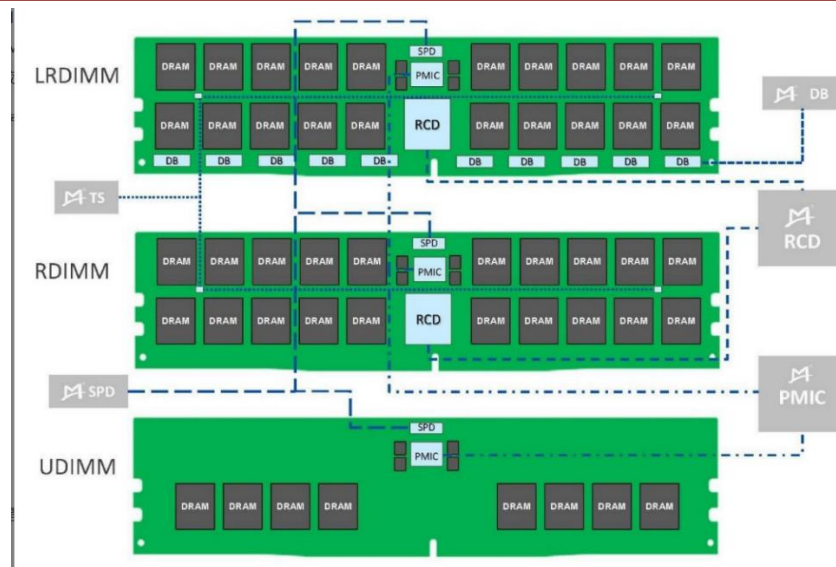 SPD
DRAM DRAM DRAM DRAM DRAM PMIC DRAM DRAM DRAM DRAM DRAM
LRDIMM
DB
DRAM DRAM DRAM DRAM DRAM RCD DRAM DRAM DRAM DRAM DRAM
DB DB DB DB DB DB DB DB DB DB
TS
RCD
SPD
DRAM DRAM DRAM DRAM DRAM PMIC DRAM DRAM DRAM DRAM DRAM
RDIMM
DRAM DRAM DRAM DRAM DRAM RCD DRAM DRAM DRAM DRAM DRAM
SPD
PMIC
SPD
PMIC
UDIMM
DRAM DRAM DRAM DRAM DRAM DRAM DRAM DRAM